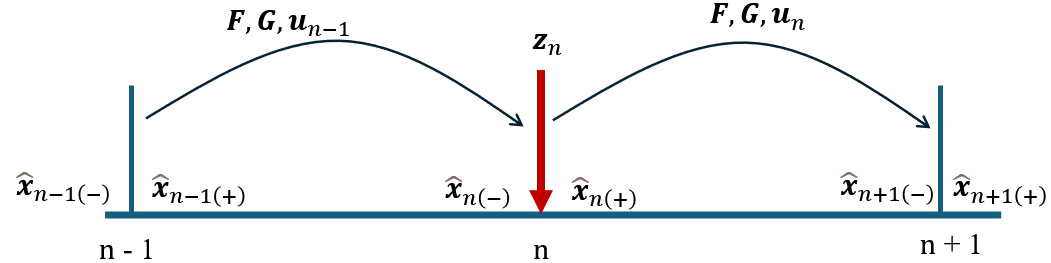 F, G, u_{n−1} F, G, u_n
z_n
x̂_{n−1(−)} x̂_{n−1(+)} x̂_{n(−)} x̂_{n(+)} x̂_{n+1(−)} x̂_{n+1(+)}
n - 1 n n + 1